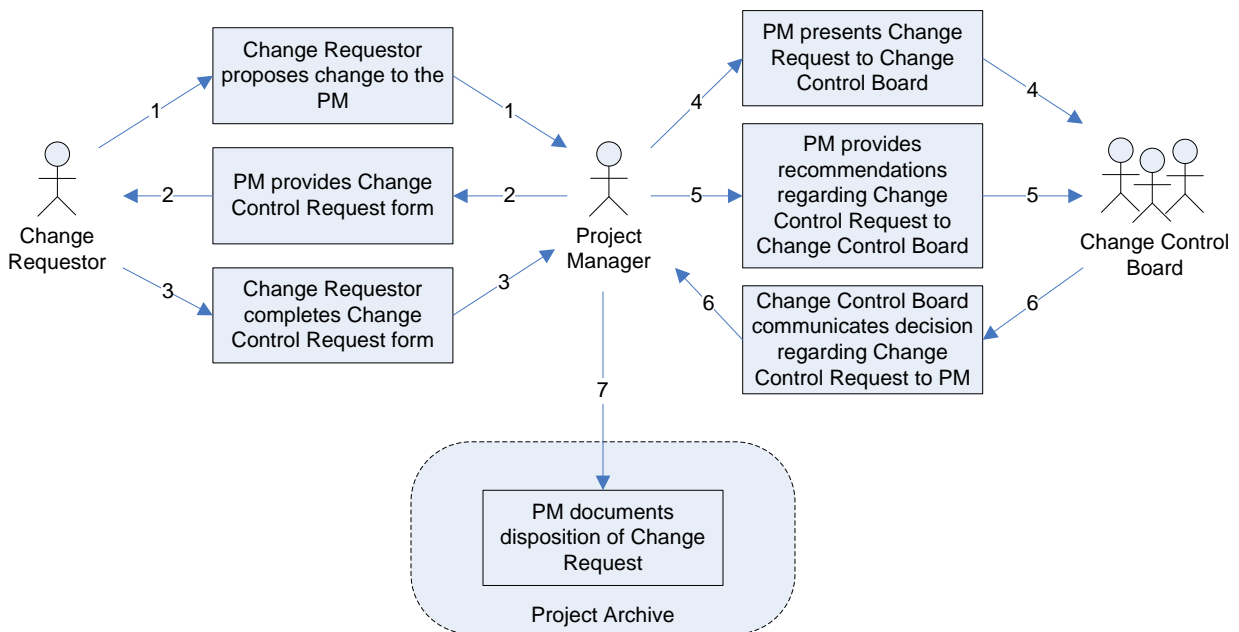 Change Requestor
proposes change to the
PM
PM presents Change
Request to Change
Control Board
1
1
4
4
PM provides Change
Control Request form
PM provides
recommendations
regarding Change
Control Request to
Change Control Board
2
2
5
5
Change
Requestor
Project
Manager
Change Control
Board
3
Change Requestor
completes Change
Control Request form
3
6
Change Control Board
communicates decision
regarding Change
Control Request to PM
6
7
PM documents
disposition of Change
Request
Project Archive